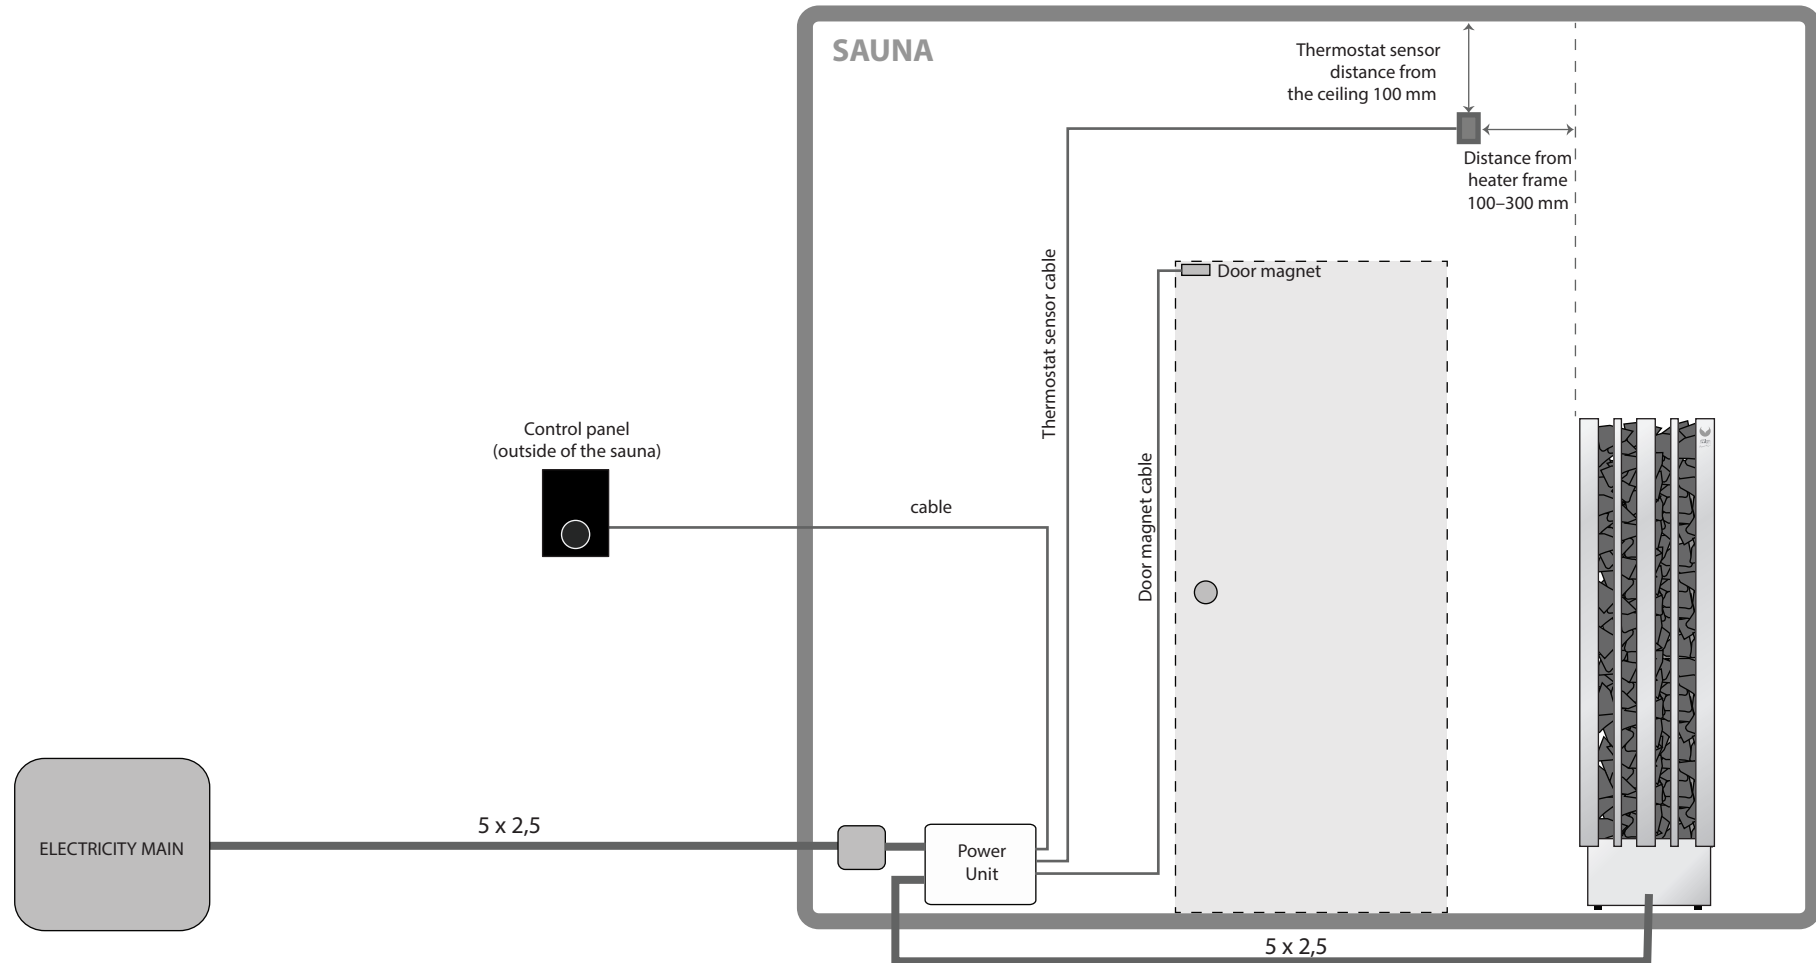 SAUNA
Thermostat sensor
distance from
the ceiling 100 mm
Distance from
heater frame
100–300 mm
Thermostat sensor cable
Door magnet
Door magnet cable
Control panel
(outside of the sauna)
cable
ELECTRICITY MAIN
5 x 2,5
Power
Unit
5 x 2,5